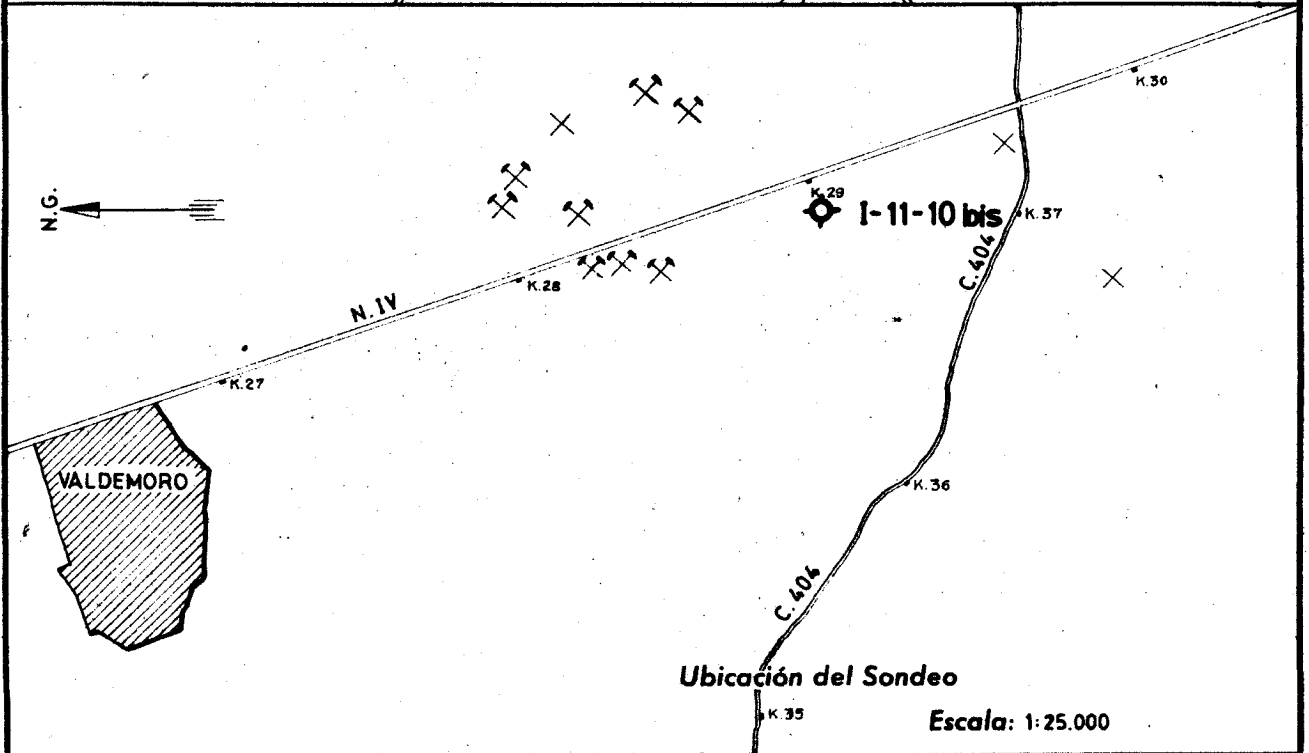 K.30
N.G.
K.29
I-11-10 bis
K.37
C.404
K.28
N.IV
K.27
VALDEMORO
K.36
C.404
Ubicación del Sondeo
K.35
Escala: 1:25.000